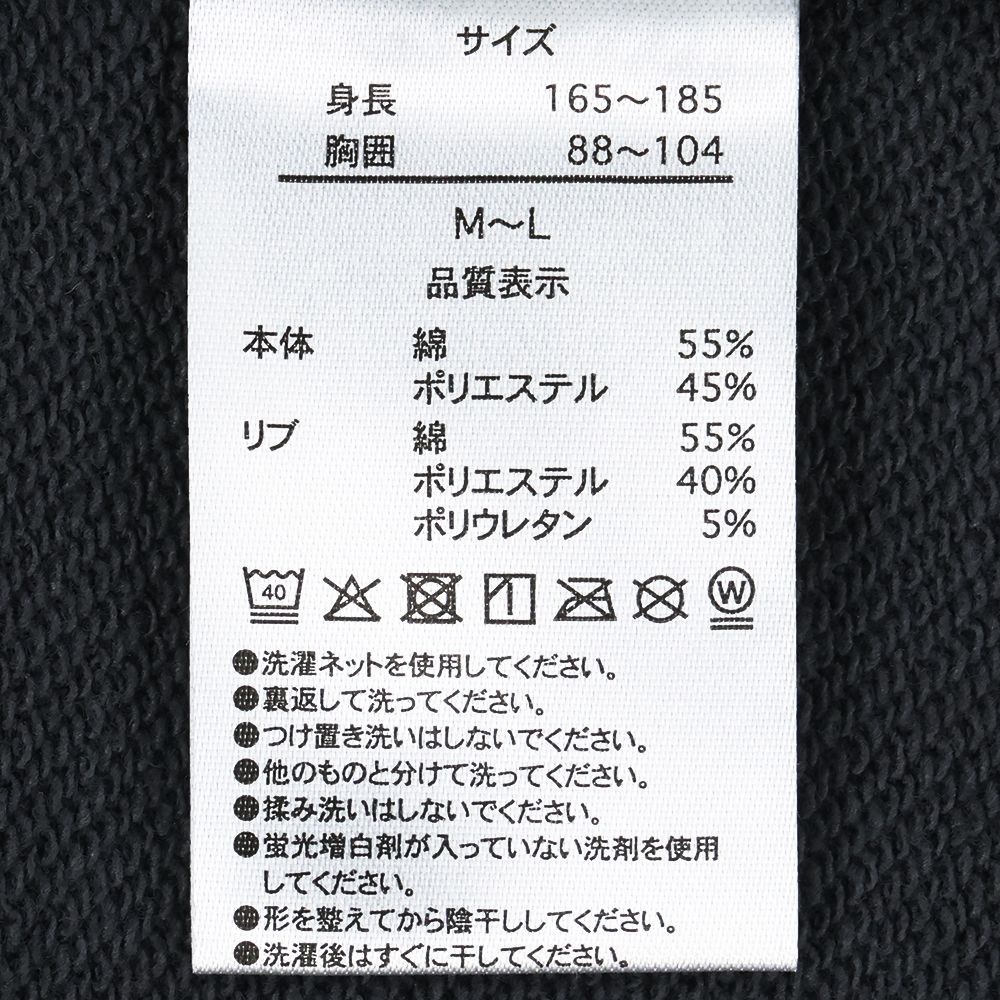 サイズ
身長 165～185
胸囲 88～104
M～L
品質表示
本体 綿 55%
ポリエステル 45%
リブ 綿 55%
ポリエステル 40%
ポリウレタン 5%
40 W
●洗濯ネットを使用してください。
●裏返して洗ってください。
●つけ置き洗いはしないでください。
●他のものと分けて洗ってください。
●揉み洗いはしないでください。
●蛍光増白剤が入っていない洗剤を使用
してください。
●形を整えてから陰干ししてください。
●洗濯後はすぐに干してください。